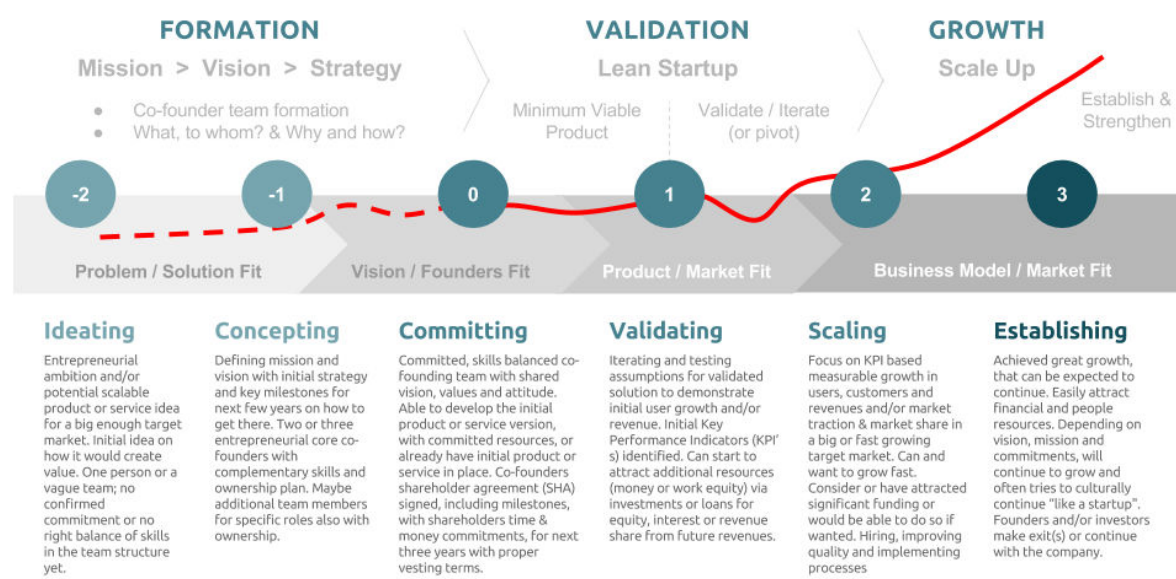 FORMATION
Mission > Vision > Strategy
● Co-founder team formation
● What, to whom? & Why and how?
VALIDATION
Lean Startup
Minimum Viable
Product
Validate / Iterate
(or pivot)
GROWTH
Scale Up
Establish &
Strengthen
-2
-1
0
1
2
3
Problem / Solution Fit
Vision / Founders Fit
Product / Market Fit
Business Model / Market Fit
Ideating
Entrepreneurial
ambition and/or
potential scalable
product or service idea
for a big enough target
market. Initial idea on
how it would create
value. One person or a
vague team; no
confirmed
commitment or no
right balance of skills
in the team structure
yet.
Concepting
Defining mission and
vision with initial strategy
and key milestones for
next few years on how to
get there. Two or three
entrepreneurial core co-
founders with
complementary skills and
ownership plan. Maybe
additional team members
for specific roles also with
ownership.
Committing
Committed, skills balanced co-
founding team with shared
vision, values and attitude.
Able to develop the initial
product or service version,
with committed resources, or
already have initial product or
service in place. Co-founders
shareholder agreement (SHA)
signed, including milestones,
with shareholders time &
money commitments, for next
three years with proper
vesting terms.
Validating
Iterating and testing
assumptions for validated
solution to demonstrate
initial user growth and/or
revenue. Initial Key
Performance Indicators (KPI'
s) identified. Can start to
attract additional resources
(money or work equity) via
investments or loans for
equity, interest or revenue
share from future revenues.
Scaling
Focus on KPI based
measurable growth in
users, customers and
revenues and/or market
traction & market share in
a big or fast growing
target market. Can and
want to grow fast.
Consider or have attracted
significant funding or
would be able to do so if
wanted. Hiring, improving
quality and implementing
processes
Establishing
Achieved great growth,
that can be expected to
continue. Easily attract
financial and people
resources. Depending on
vision, mission and
commitments, will
continue to grow and
often tries to culturally
continue "like a startup".
Founders and/or investors
make exit(s) or continue
with the company.